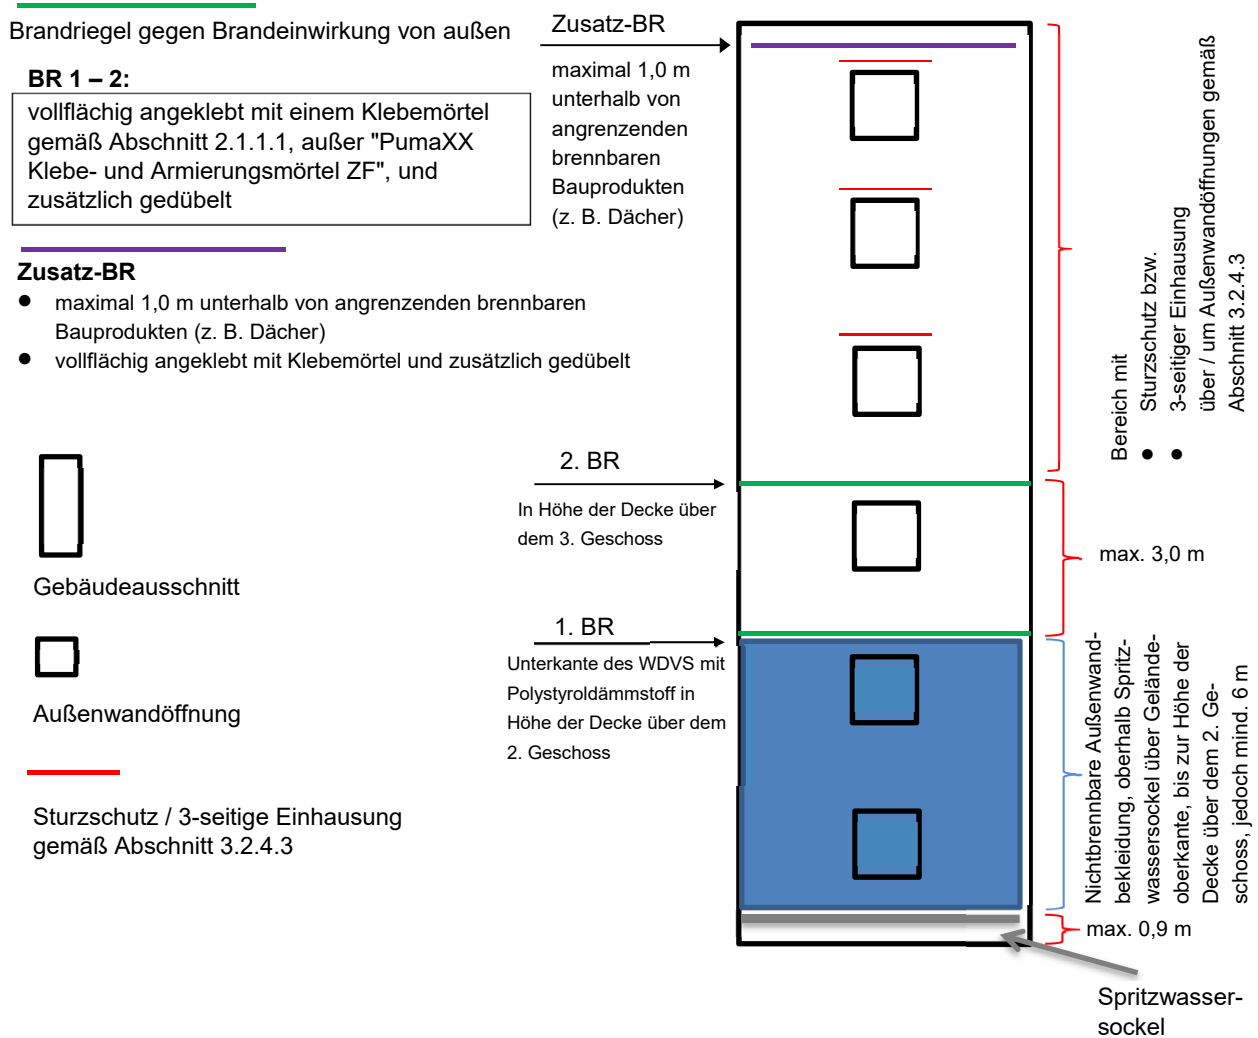 Brandriegel gegen Brandeinwirkung von außen
BR 1 – 2:
vollflächig angeklebt mit einem Klebemörtel
gemäß Abschnitt 2.1.1.1, außer "PumaXX
Klebe- und Armierungsmörtel ZF", und
zusätzlich gedübelt
Zusatz-BR
● maximal 1,0 m unterhalb von angrenzenden brennbaren
Bauprodukten (z. B. Dächer)
● vollflächig angeklebt mit Klebemörtel und zusätzlich gedübelt
Gebäudeausschnitt
Außenwandöffnung
Sturzschutz / 3-seitige Einhausung
gemäß Abschnitt 3.2.4.3
Zusatz-BR
maximal 1,0 m
unterhalb von
angrenzenden
brennbaren
Bauprodukten
(z. B. Dächer)
2. BR
In Höhe der Decke über
dem 3. Geschoss
1. BR
Unterkante des WDVS mit
Polystyroldämmstoff in
Höhe der Decke über dem
2. Geschoss
Bereich mit
● Sturzschutz bzw.
● 3-seitiger Einhausung
über / um Außenwandöffnungen gemäß
Abschnitt 3.2.4.3
max. 3,0 m
Nichtbrennbare Außenwand-
bekleidung, oberhalb Spritz-
wassersockel über Gelände-
oberkante, bis zur Höhe der
Decke über dem 2. Ge-
schoss, jedoch mind. 6 m
max. 0,9 m
Spritzwasser-
sockel